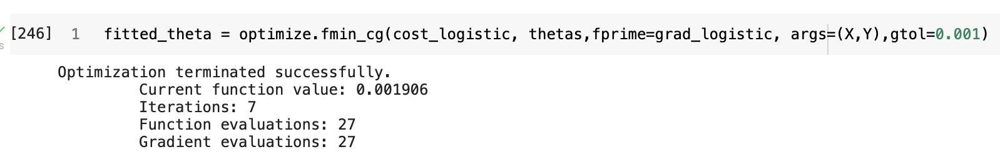 [246] 1 fitted_theta = optimize.fmin_cg(cost_logistic, thetas,fprime=grad_logistic, args=(X,Y),gtol=0.001)
s
Optimization terminated successfully.
Current function value: 0.001906
Iterations: 7
Function evaluations: 27
Gradient evaluations: 27